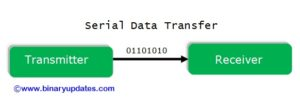 Serial Data Transfer
01101010
Transmitter
Receiver
©www.binaryupdates.com